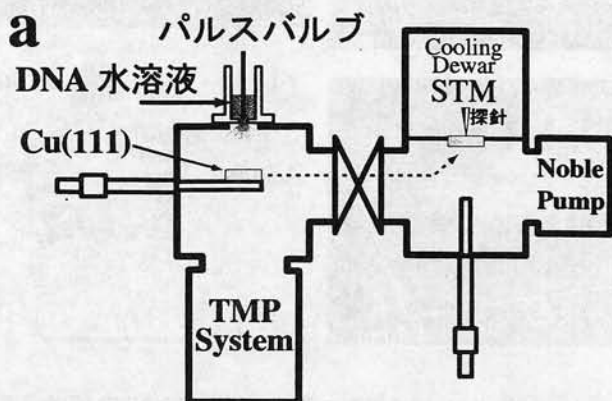 a
パルスバルブ
DNA 水溶液
Cu(111)
Cooling
Dewar
STM
探針
Noble
Pump
TMP
System